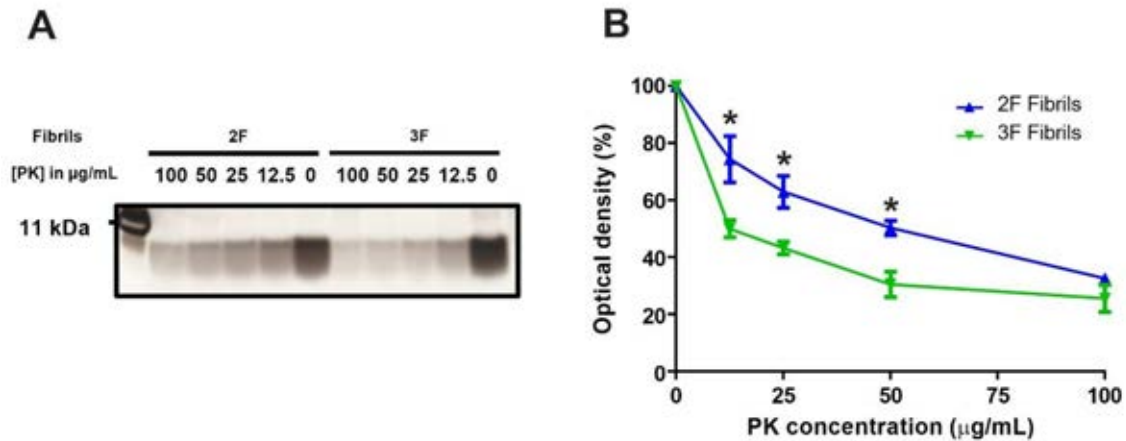 A
Fibrils 2F 3F
[PK] in µg/mL 100 50 25 12.5 0 100 50 25 12.5 0
11 kDa
B
100
80
60
40
20
0
Optical density (%)
* * *
2F Fibrils
3F Fibrils
0 25 50 75 100
PK concentration (µg/mL)